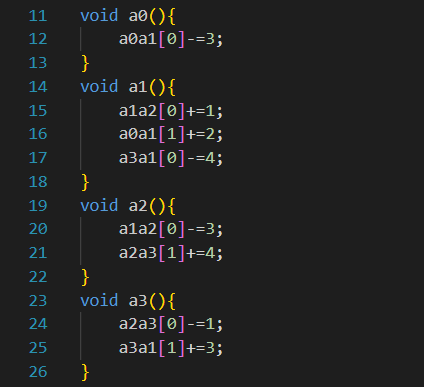 11 void a0(){
12     a0a1[0]-=3;
13 }
14 void a1(){
15     a1a2[0]+=1;
16     a0a1[1]+=2;
17     a3a1[0]-=4;
18 }
19 void a2(){
20     a1a2[0]-=3;
21     a2a3[1]+=4;
22 }
23 void a3(){
24     a2a3[0]-=1;
25     a3a1[1]+=3;
26 }